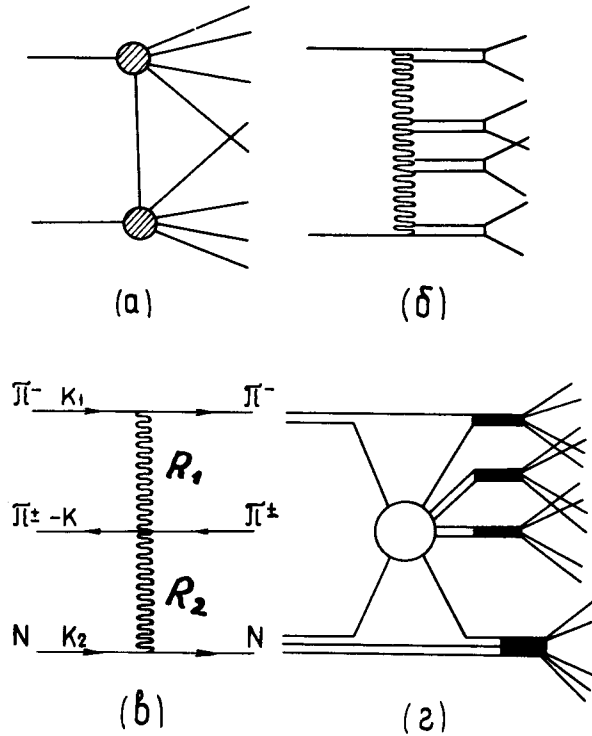 (а) (б)
π⁻ K₁ π⁻
R₁
π± -K π±
R₂
N K₂ N
(в) (г)